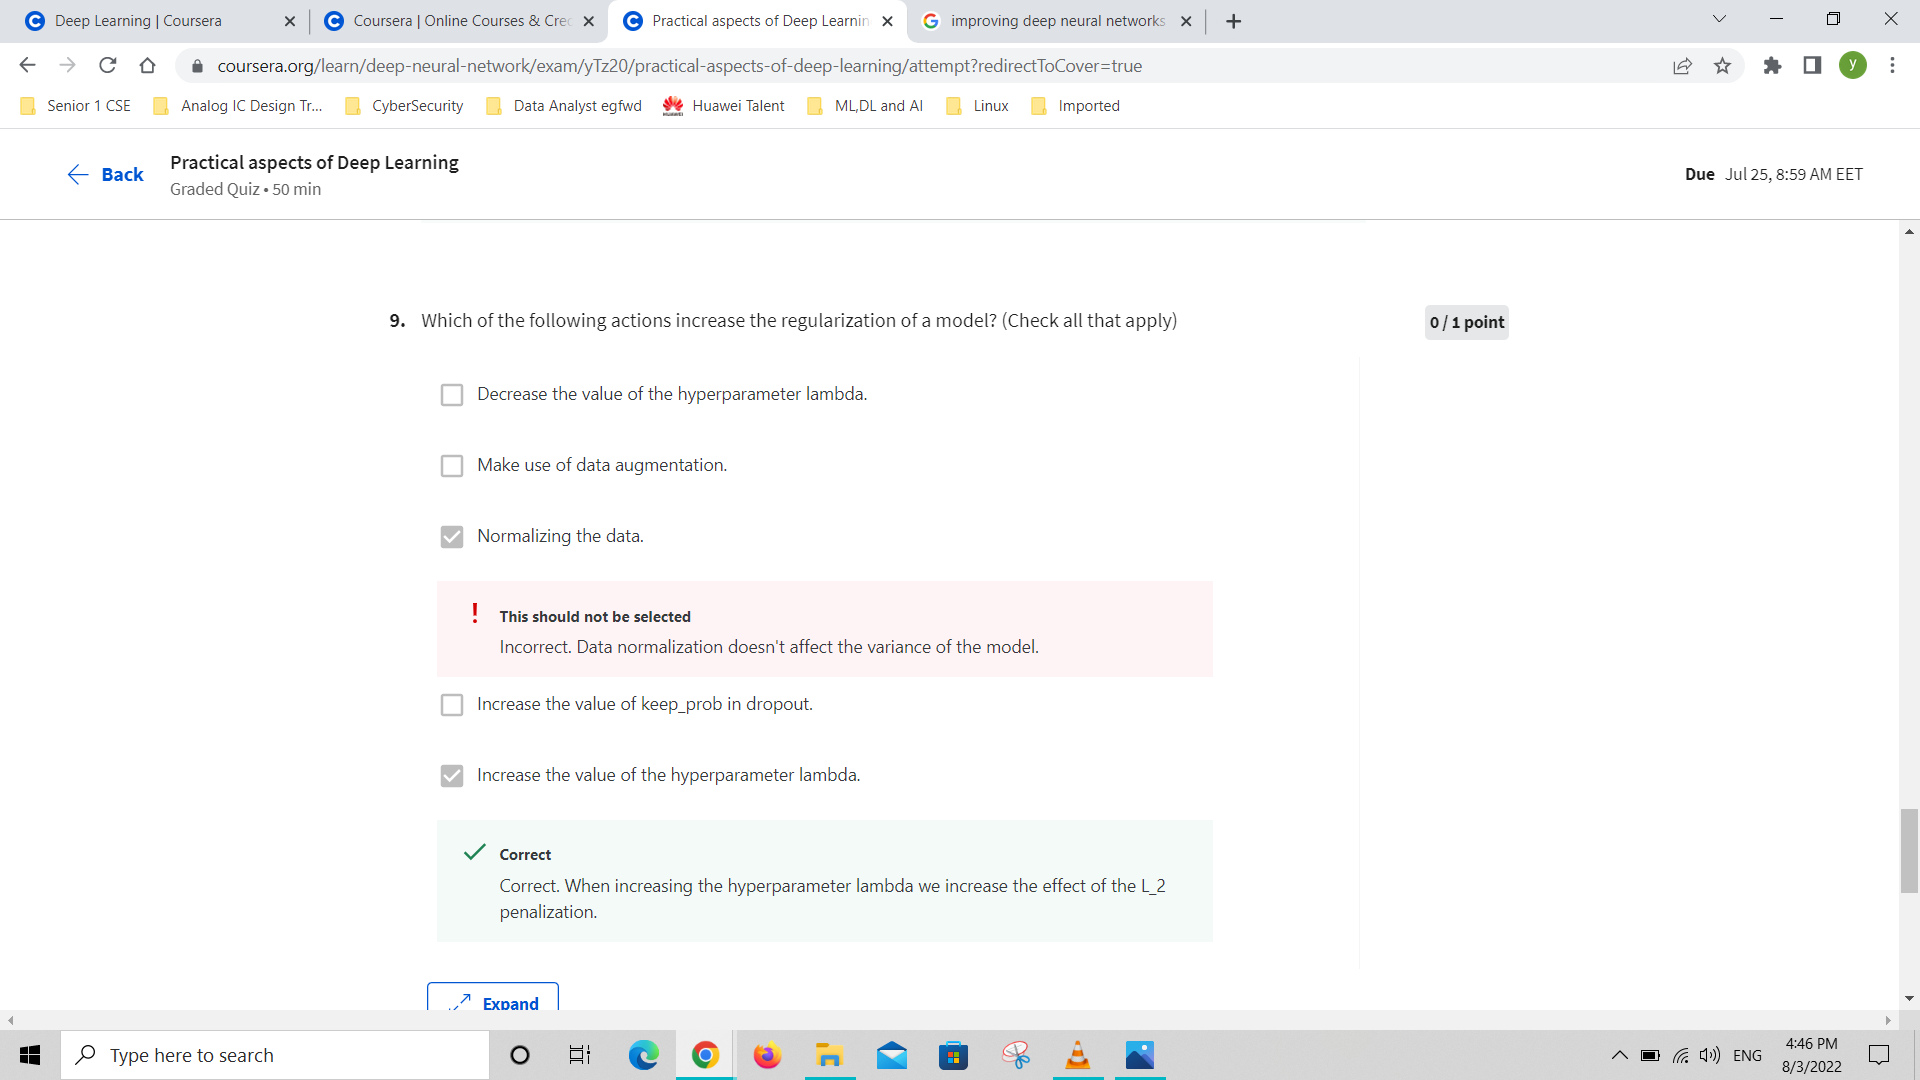 Deep Learning | Coursera
Coursera | Online Courses & Cre
Practical aspects of Deep Learnin
improving deep neural networks
coursera.org/learn/deep-neural-network/exam/yTz20/practical-aspects-of-deep-learning/attempt?redirectToCover=true
y
Senior 1 CSE
Analog IC Design Tr...
CyberSecurity
Data Analyst egfwd
HUAWEI
Huawei Talent
ML,DL and AI
Linux
Imported
Back
Practical aspects of Deep Learning
Graded Quiz • 50 min
Due Jul 25, 8:59 AM EET
9. Which of the following actions increase the regularization of a model? (Check all that apply)
0 / 1 point
Decrease the value of the hyperparameter lambda.
Make use of data augmentation.
Normalizing the data.
! This should not be selected
Incorrect. Data normalization doesn't affect the variance of the model.
Increase the value of keep_prob in dropout.
Increase the value of the hyperparameter lambda.
Correct
Correct. When increasing the hyperparameter lambda we increase the effect of the L_2
penalization.
Expand
Type here to search
ENG
4:46 PM
8/3/2022